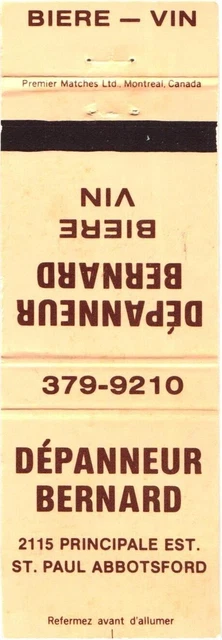 BIERE — VIN
Premier Matches Ltd., Montreal, Canada
DÉPANNEUR
BERNARD
BIERE
VIN
379-9210
DÉPANNEUR
BERNARD
2115 PRINCIPALE EST.
ST. PAUL ABBOTSFORD
Refermez avant d'allumer